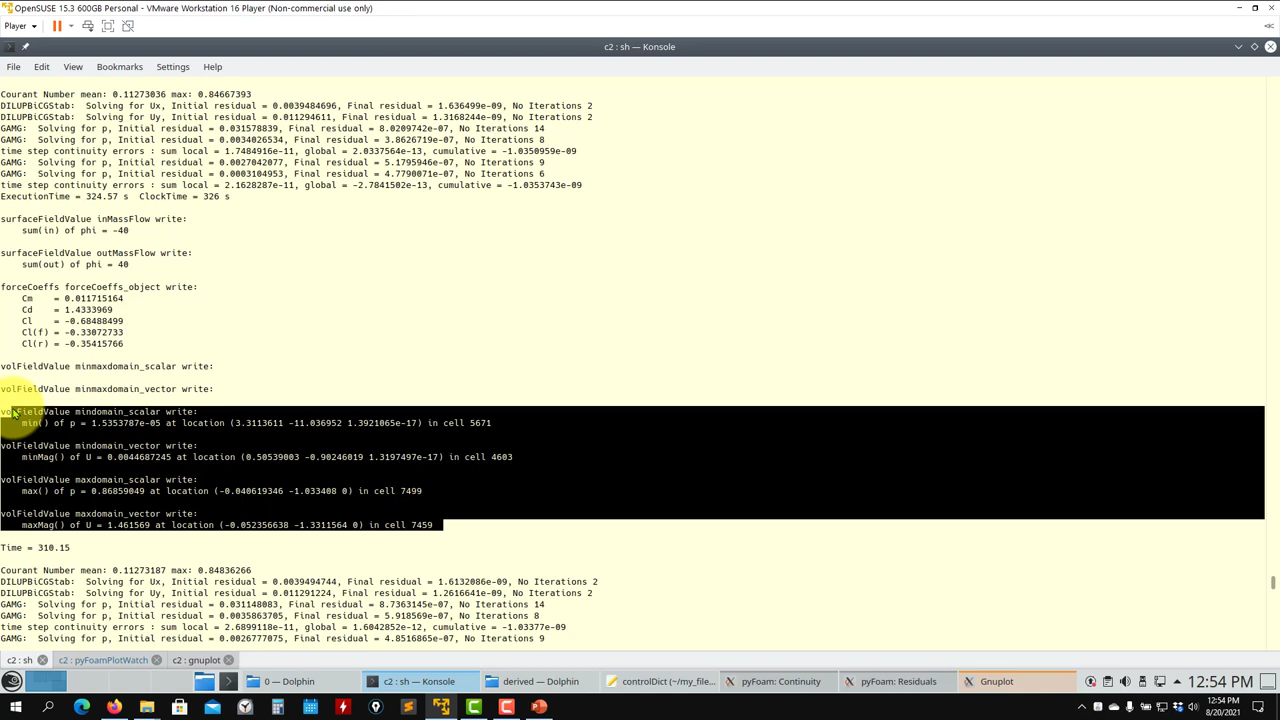 OpenSUSE 15.3 600GB Personal - VMware Workstation 16 Player (Non-commercial use only)
Player
c2 : sh — Konsole
File Edit View Bookmarks Settings Help
Courant Number mean: 0.11273036 max: 0.84667393
DILUPBiCGStab:  Solving for Ux, Initial residual = 0.0039484696, Final residual = 1.636499e-09, No Iterations 2
DILUPBiCGStab:  Solving for Uy, Initial residual = 0.011294611, Final residual = 1.3168244e-09, No Iterations 2
GAMG:  Solving for p, Initial residual = 0.031578839, Final residual = 8.0209742e-07, No Iterations 14
GAMG:  Solving for p, Initial residual = 0.0034026534, Final residual = 3.8626719e-07, No Iterations 8
time step continuity errors : sum local = 1.7484916e-11, global = 2.0337564e-13, cumulative = -1.0350959e-09
GAMG:  Solving for p, Initial residual = 0.0027042077, Final residual = 5.1795946e-07, No Iterations 9
GAMG:  Solving for p, Initial residual = 0.0003104953, Final residual = 4.7790071e-07, No Iterations 6
time step continuity errors : sum local = 2.1628287e-11, global = -2.7841502e-13, cumulative = -1.0353743e-09
ExecutionTime = 324.57 s  ClockTime = 326 s
surfaceFieldValue inMassFlow write:
sum(in) of phi = -40
surfaceFieldValue outMassFlow write:
sum(out) of phi = 40
forceCoeffs forceCoeffs_object write:
Cm    = 0.011715164
Cd    = 1.4333969
Cl    = -0.68488499
Cl(f) = -0.33072733
Cl(r) = -0.35415766
volFieldValue minmaxdomain_scalar write:
volFieldValue minmaxdomain_vector write:
volFieldValue mindomain_scalar write:
min() of p = 1.5353787e-05 at location (3.3113611 -11.036952 1.3921065e-17) in cell 5671
volFieldValue mindomain_vector write:
minMag() of U = 0.0044687245 at location (0.50539003 -0.90246019 1.3197497e-17) in cell 4603
volFieldValue maxdomain_scalar write:
max() of p = 0.86859049 at location (-0.040619346 -1.033408 0) in cell 7499
volFieldValue maxdomain_vector write:
maxMag() of U = 1.461569 at location (-0.052356638 -1.3311564 0) in cell 7459
Time = 310.15
Courant Number mean: 0.11273187 max: 0.84836266
DILUPBiCGStab:  Solving for Ux, Initial residual = 0.0039494744, Final residual = 1.6132086e-09, No Iterations 2
DILUPBiCGStab:  Solving for Uy, Initial residual = 0.011291224, Final residual = 1.2616641e-09, No Iterations 2
GAMG:  Solving for p, Initial residual = 0.031148083, Final residual = 8.7363145e-07, No Iterations 14
GAMG:  Solving for p, Initial residual = 0.0035863705, Final residual = 5.918569e-07, No Iterations 8
time step continuity errors : sum local = 2.6899118e-11, global = 1.6042852e-12, cumulative = -1.03377e-09
GAMG:  Solving for p, Initial residual = 0.0026777075, Final residual = 4.8516865e-07, No Iterations 9
c2 : sh c2 : pyFoamPlotWatch c2 : gnuplot
0 — Dolphin c2 : sh — Konsole derived — Dolphin controlDict (~/my_file... pyFoam: Continuity pyFoam: Residuals Gnuplot 12:54 PM
12:54 PM
8/20/2021